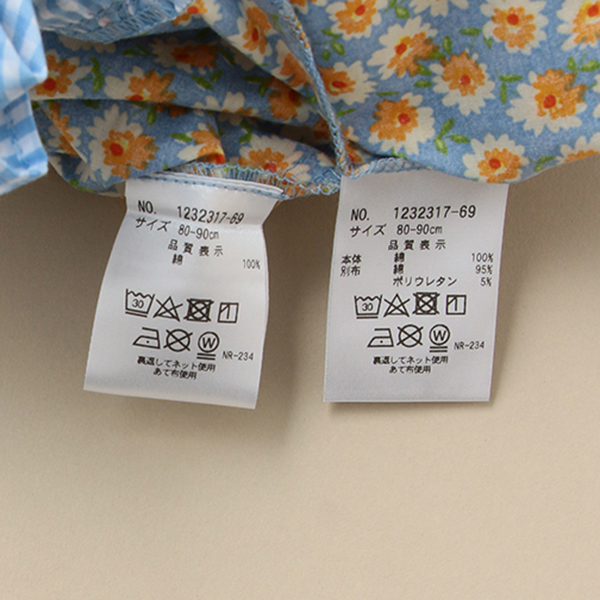 NO. 1232317-69
サイズ 80-90cm
品質表示
綿 100%
30
W
NR-234
裏返してネット使用
あて布使用
NO. 1232317-69
サイズ 80-90cm
品質表示
本体 綿 100%
別布 綿 95%
ポリウレタン 5%
30
W
NR-234
裏返してネット使用
あて布使用